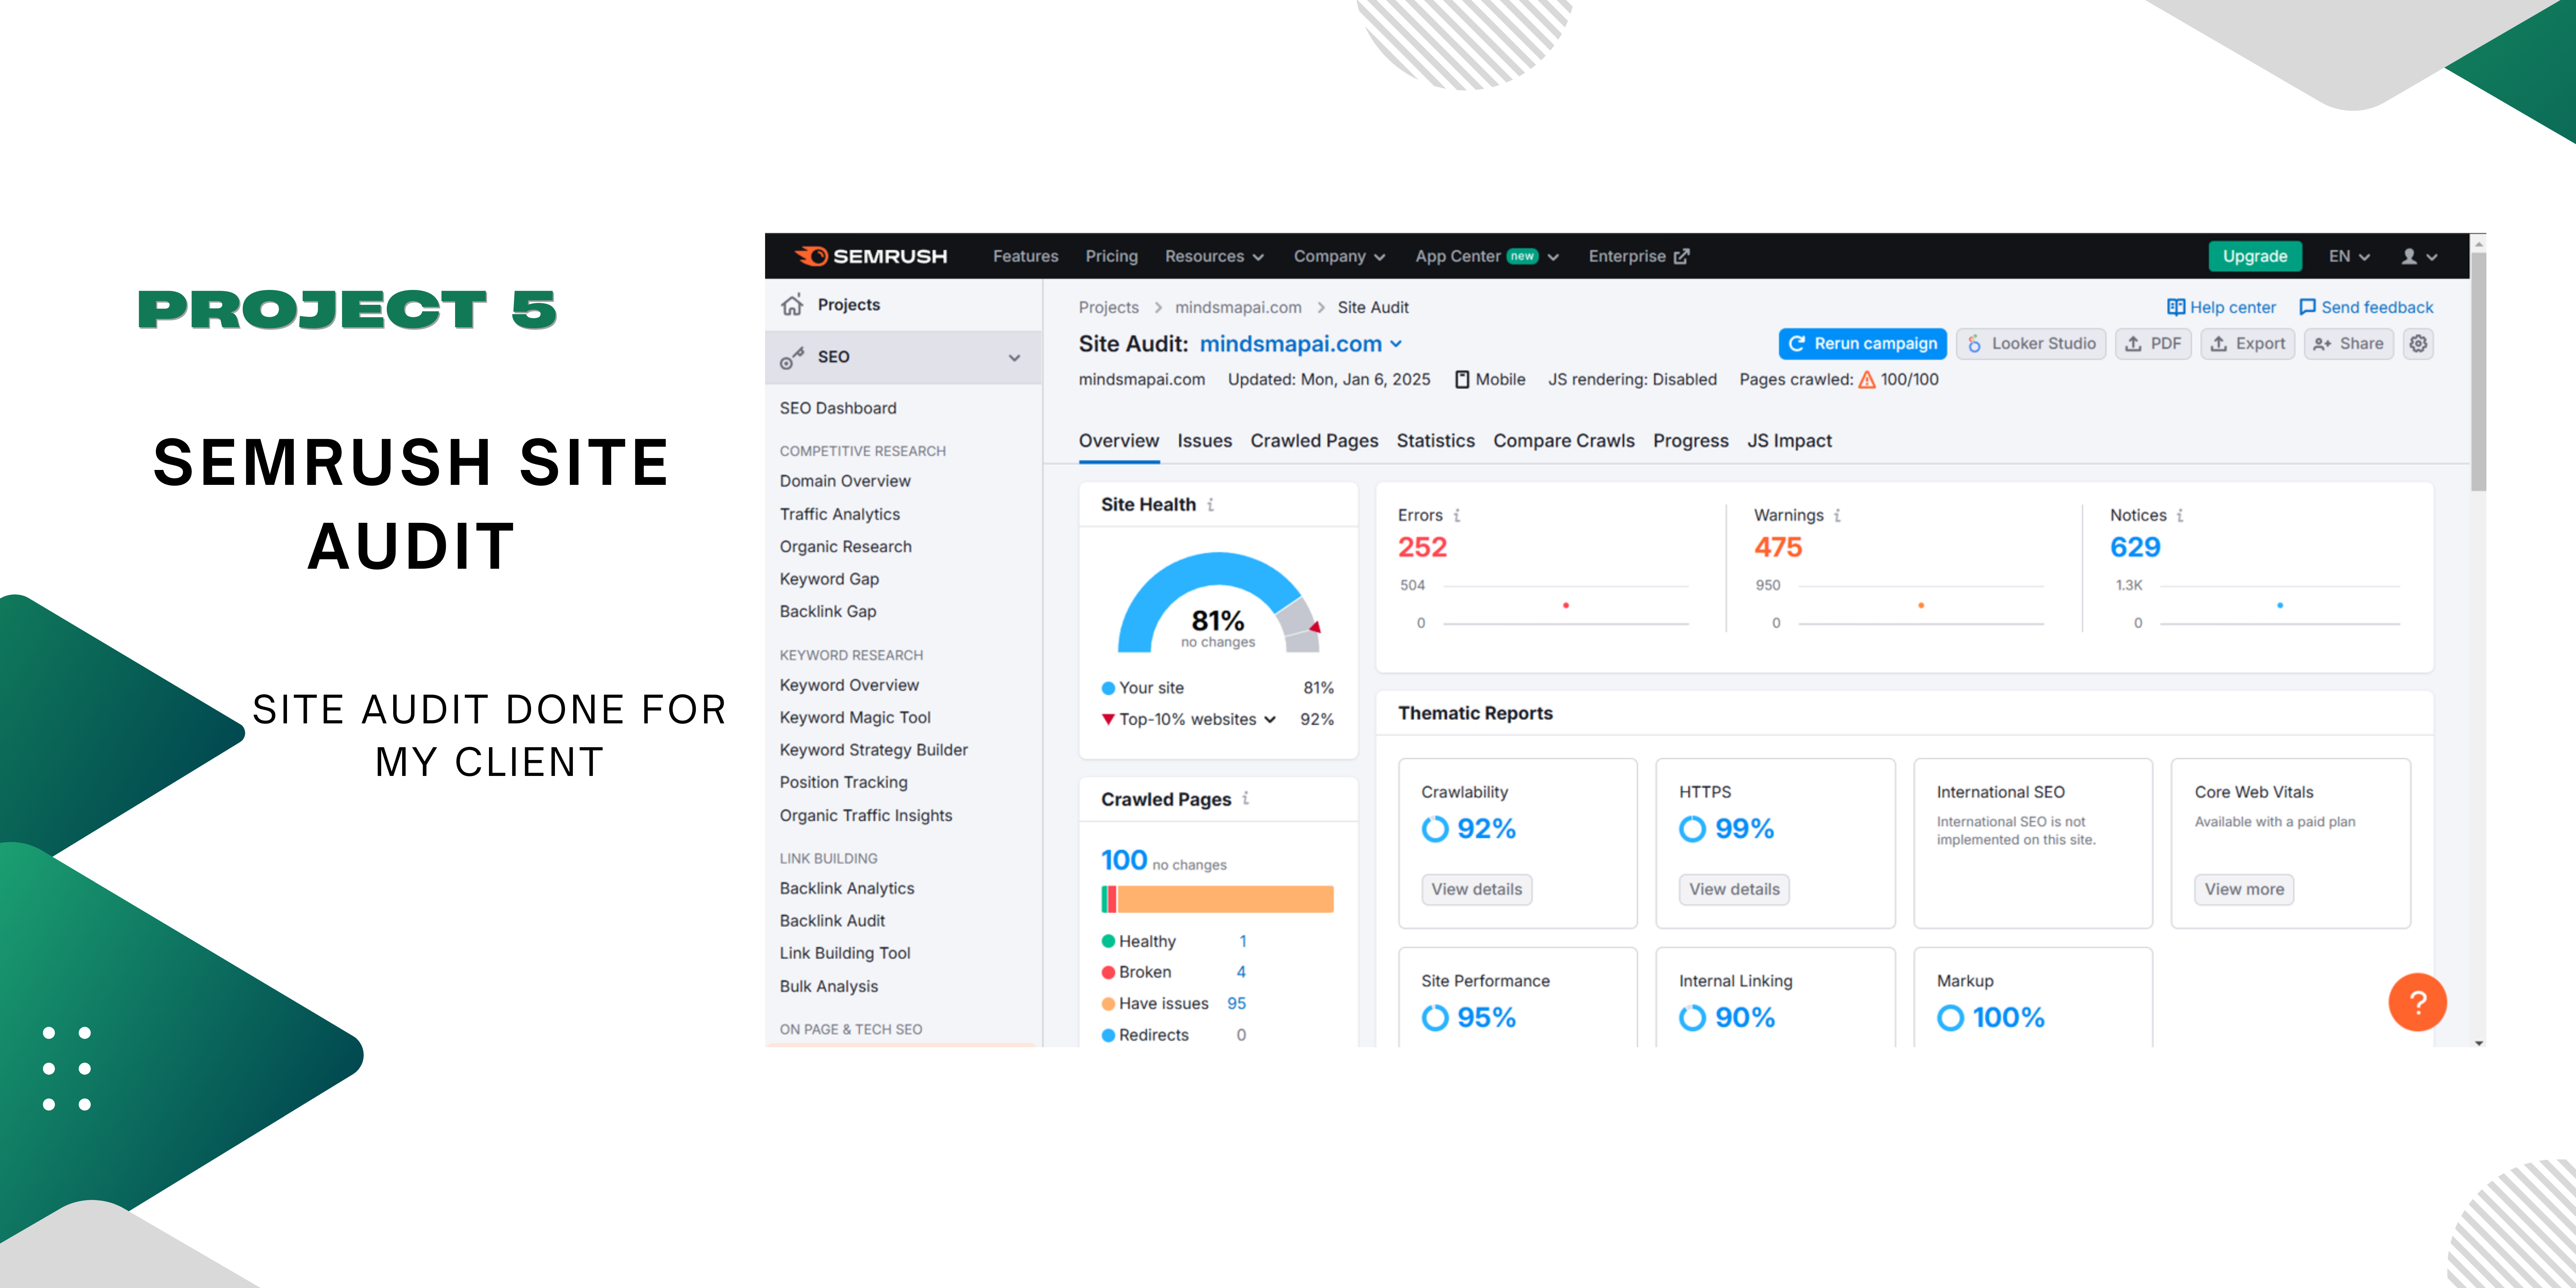 PROJECT 5
SEMRUSH SITE
AUDIT
SITE AUDIT DONE FOR
MY CLIENT
SEMRUSH Features Pricing Resources Company App Center new Enterprise Upgrade EN
Projects
SEO
SEO Dashboard
COMPETITIVE RESEARCH
Domain Overview
Traffic Analytics
Organic Research
Keyword Gap
Backlink Gap
KEYWORD RESEARCH
Keyword Overview
Keyword Magic Tool
Keyword Strategy Builder
Position Tracking
Organic Traffic Insights
LINK BUILDING
Backlink Analytics
Backlink Audit
Link Building Tool
Bulk Analysis
ON PAGE & TECH SEO
Projects > mindsmapai.com > Site Audit Help center Send feedback
Site Audit: mindsmapai.com Rerun campaign Looker Studio PDF Export Share
mindsmapai.com Updated: Mon, Jan 6, 2025 Mobile JS rendering: Disabled Pages crawled: 100/100
Overview Issues Crawled Pages Statistics Compare Crawls Progress JS Impact
Site Health i
81%
no changes
Your site 81%
Top-10% websites 92%
Crawled Pages i
100 no changes
Healthy 1
Broken 4
Have issues 95
Redirects 0
Errors i Warnings i Notices i
252 475 629
504 950 1.3K
0 0 0
Thematic Reports
Crawlability
92%
View details
HTTPS
99%
View details
International SEO
International SEO is not
implemented on this site.
Core Web Vitals
Available with a paid plan
View more
Site Performance
95%
Internal Linking
90%
Markup
100%
?